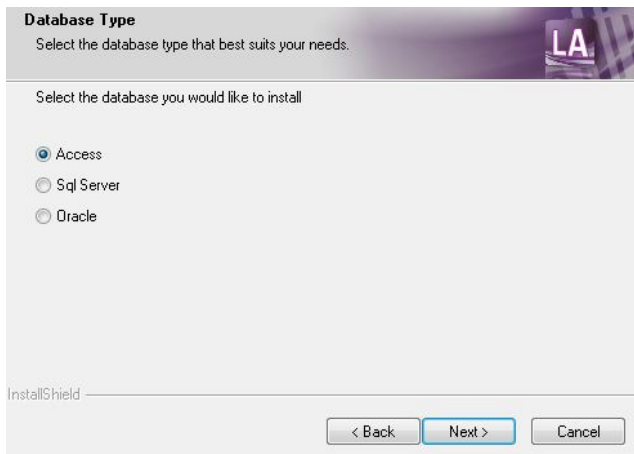 Database Type
Select the database type that best suits your needs.
LA
Select the database you would like to install
Access
Sql Server
Oracle
InstallShield
< Back
Next >
Cancel